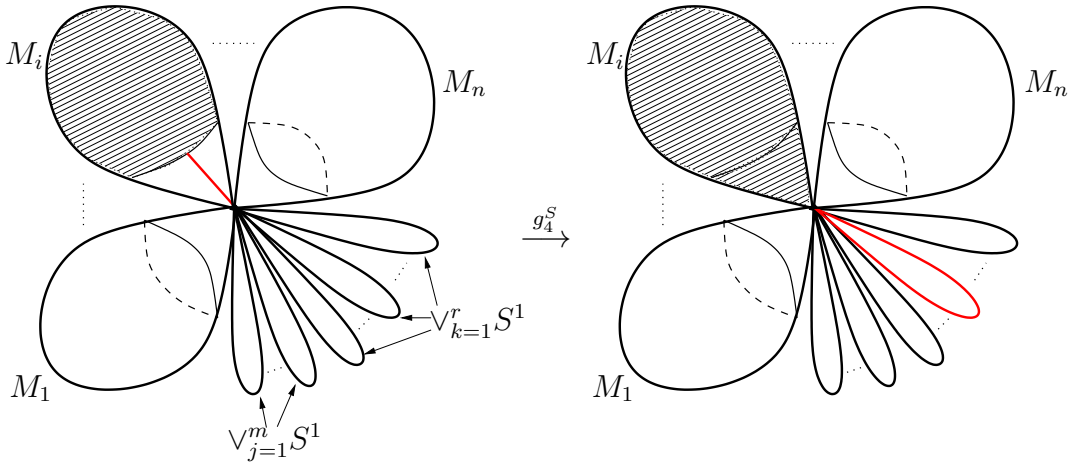 M_i
M_n
M_i
M_n
g_4^S
⟶
∨_{k=1}^r S^1
M_1
M_1
∨_{j=1}^m S^1